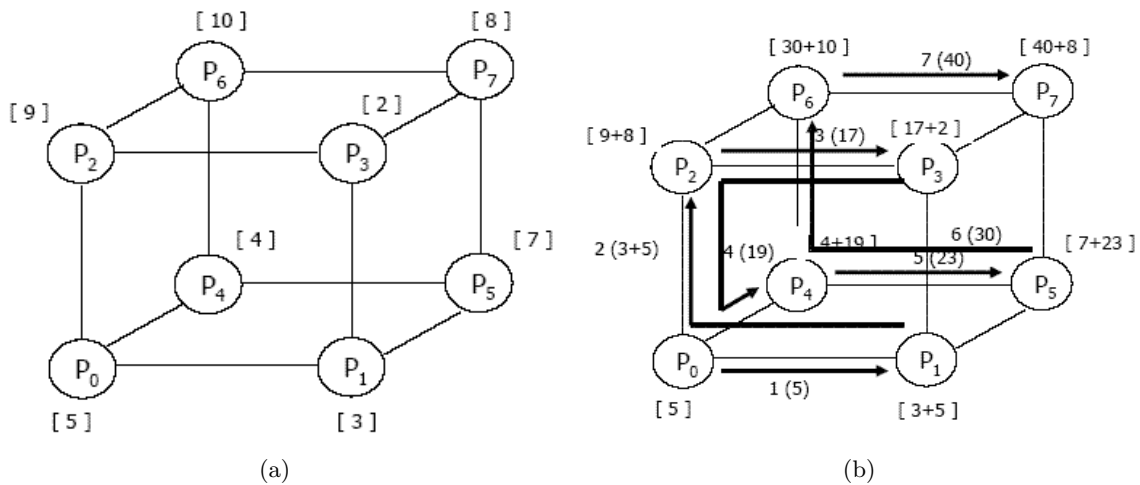 [ 10 ]
[ 8 ]
P6
P7
[ 9 ]
[ 2 ]
P2
P3
[ 4 ]
[ 7 ]
P4
P5
P0
P1
[ 5 ]
[ 3 ]
(a)
[ 30+10 ]
[ 40+8 ]
7 (40)
P6
P7
[ 9+8 ]
3 (17)
[ 17+2 ]
P2
P3
2 (3+5)
4 (19)
4+19 ]
6 (30)
[ 7+23 ]
5 (23)
P4
P5
P0
P1
1 (5)
[ 5 ]
[ 3+5 ]
(b)